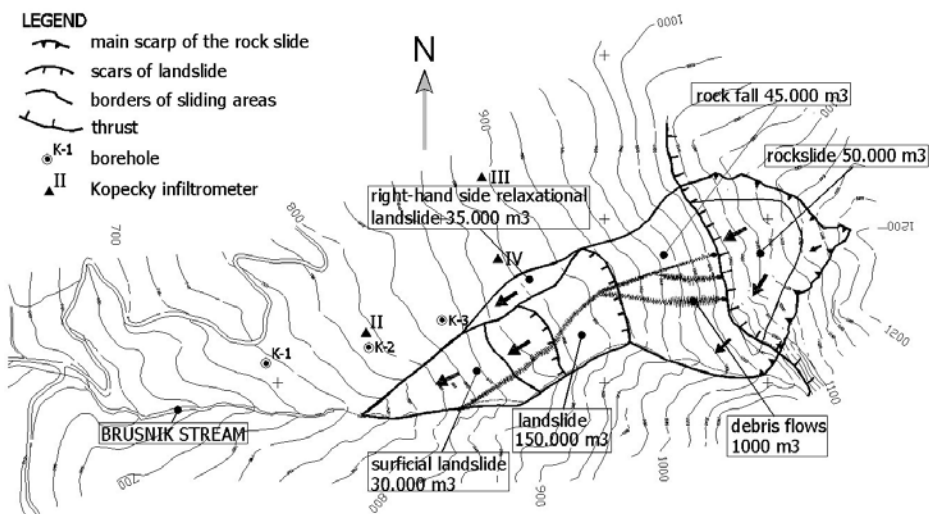 LEGEND
main scarp of the rock slide
scars of landslide
borders of sliding areas
thrust
K-1 borehole
II Kopecky infiltrometer
N
1000
rock fall 45.000 m3
900
rockslide 50.000 m3
III
right-hand side relaxational
landslide 35.000 m3
800
700
700
1200
IV
II
K-3
K-2
K-1
1200
1100
BRUSNIK STREAM
landslide
150.000 m3
debris flows
1000 m3
surficial landslide
30.000 m3
700
800
900
1000